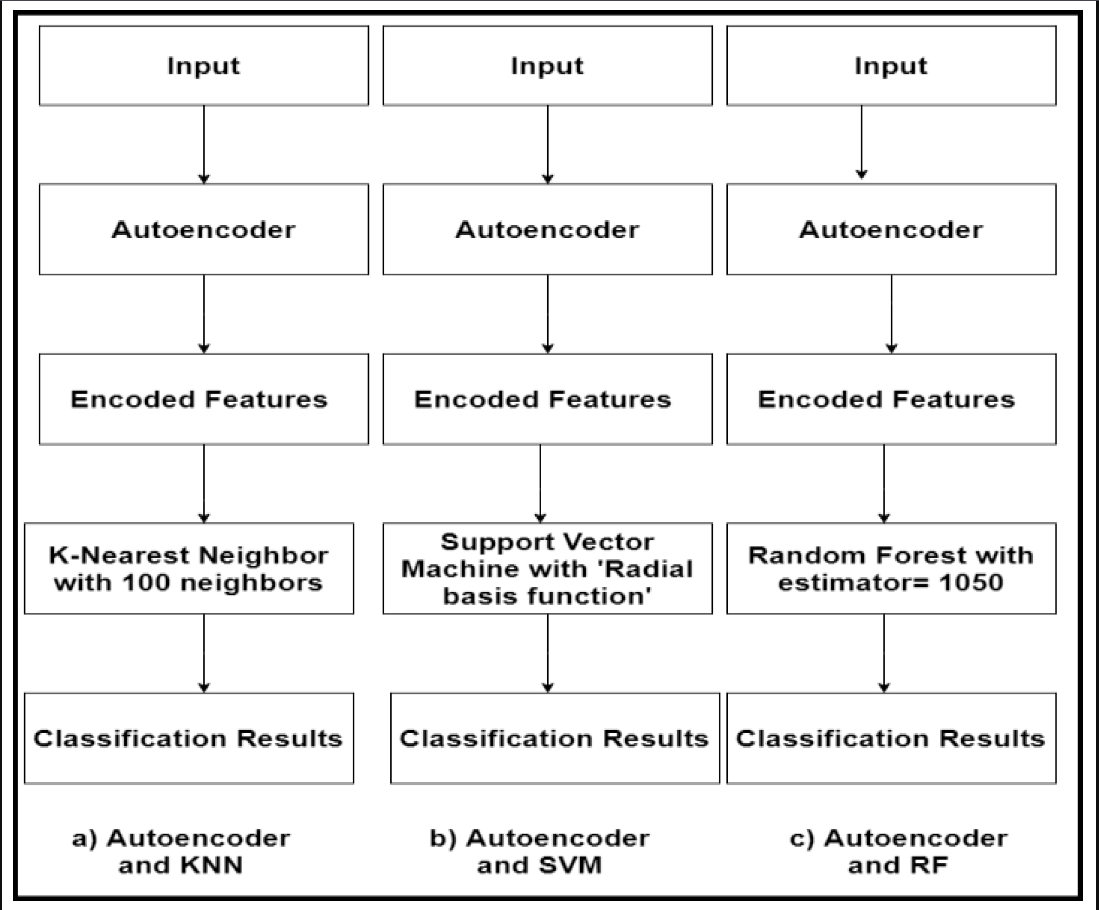 Input
Input
Input
Autoencoder
Autoencoder
Autoencoder
Encoded Features
Encoded Features
Encoded Features
K-Nearest Neighbor
with 100 neighbors
Support Vector
Machine with 'Radial
basis function'
Random Forest with
estimator= 1050
Classification Results
Classification Results
Classification Results
a) Autoencoder
and KNN
b) Autoencoder
and SVM
c) Autoencoder
and RF